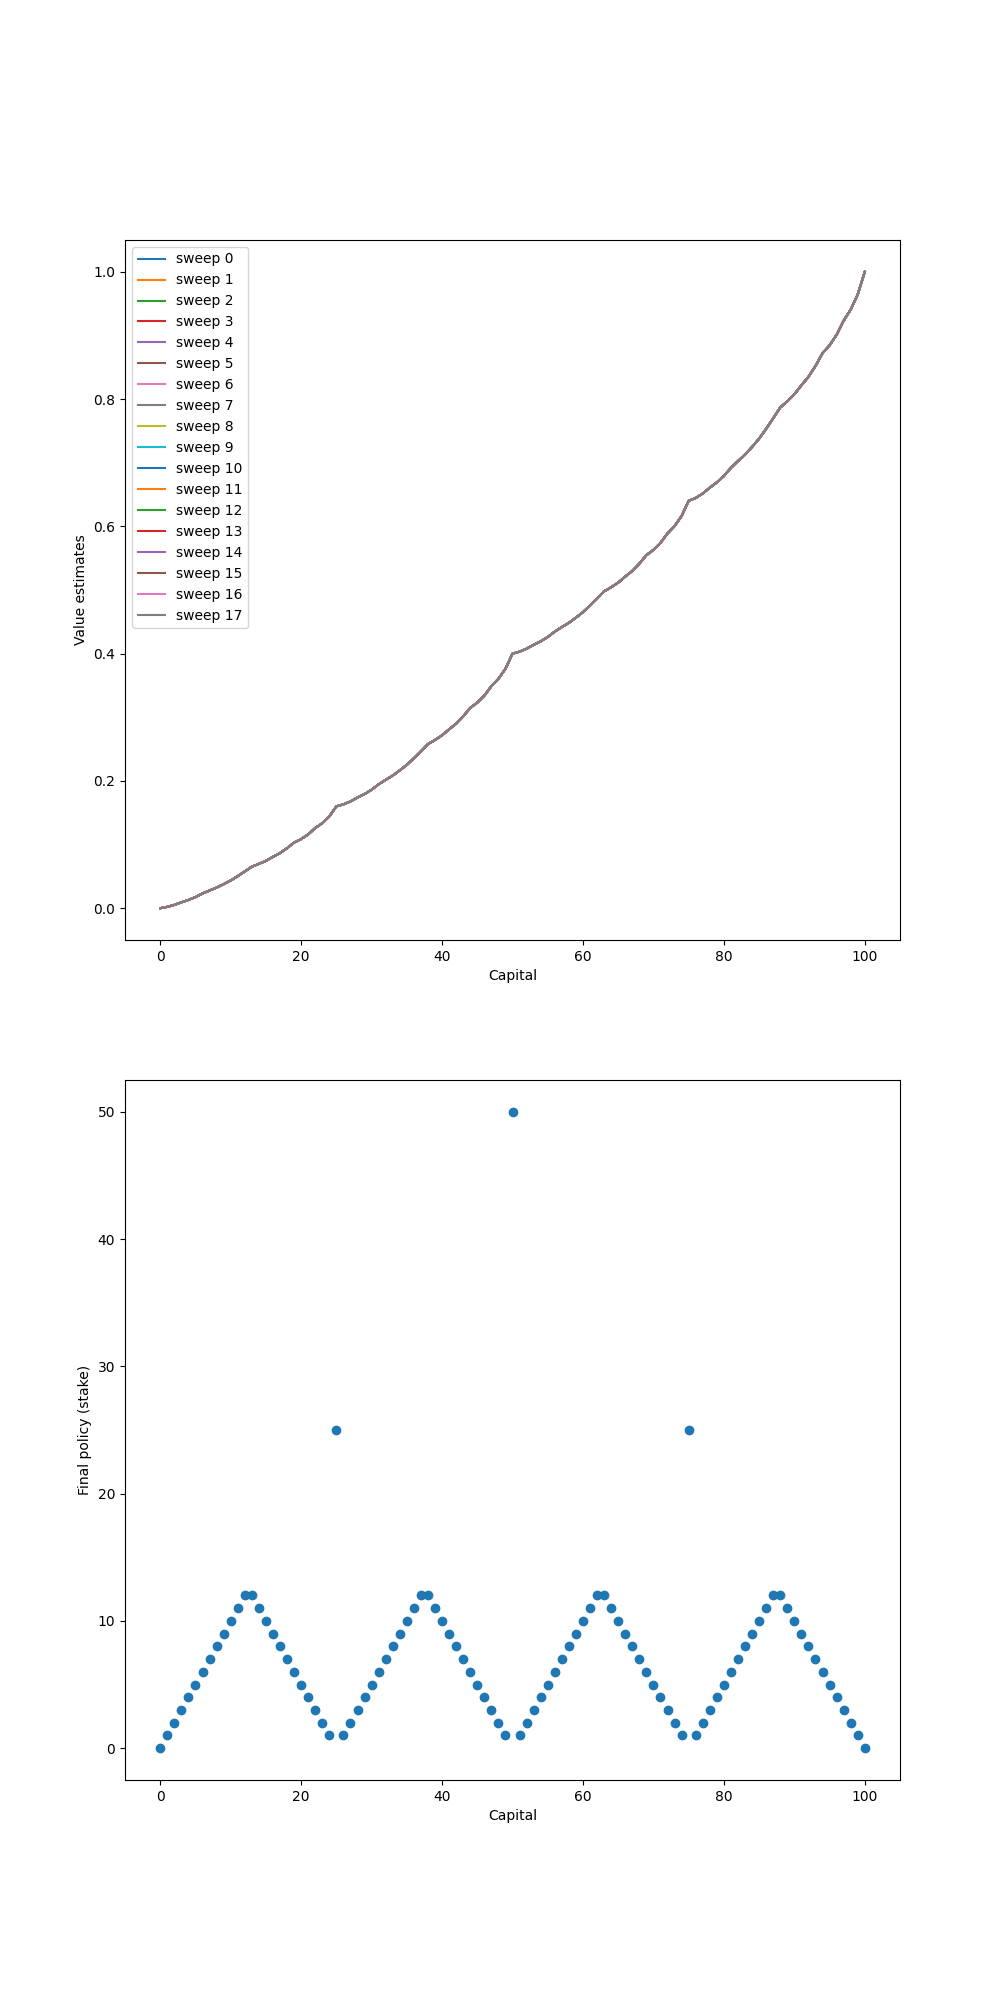 sweep 0
sweep 1
sweep 2
sweep 3
sweep 4
sweep 5
sweep 6
sweep 7
sweep 8
sweep 9
sweep 10
sweep 11
sweep 12
sweep 13
sweep 14
sweep 15
sweep 16
sweep 17
1.0
0.8
0.6
0.4
0.2
0.0
Value estimates
0 20 40 60 80 100
Capital
50
40
30
20
10
0
Final policy (stake)
0 20 40 60 80 100
Capital